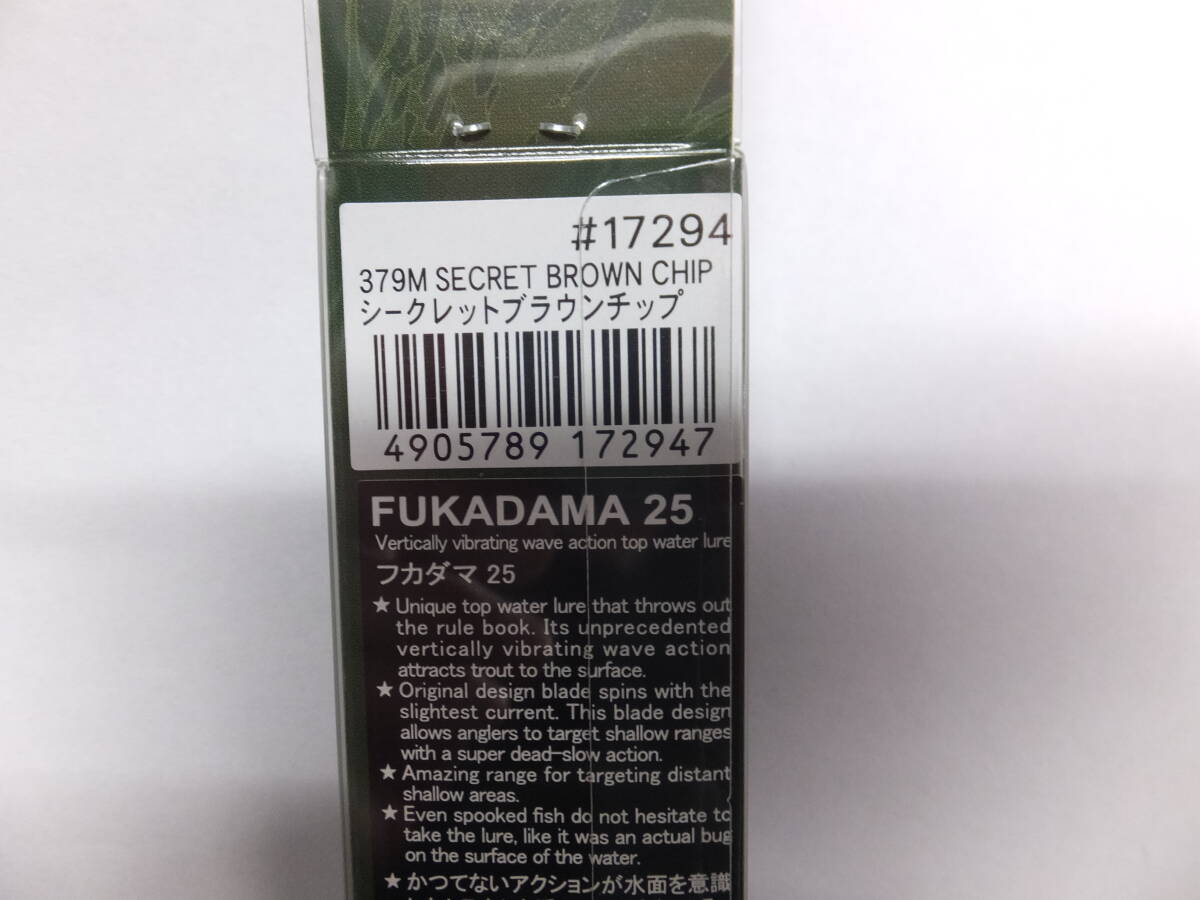 #17294
379M SECRET BROWN CHIP
シークレットブラウンチップ
4905789 172947
FUKADAMA 25
Vertically vibrating wave action top water lure
フカダマ 25
★ Unique top water lure that throws out
the rule book. Its unprecedented
vertically vibrating wave action
attracts trout to the surface.
★ Original design blade spins with the
slightest current. This blade design
allows anglers to target shallow ranges
with a super dead-slow action.
★ Amazing range for targeting distant
shallow areas.
★ Even spooked fish do not hesitate to
take the lure, like it was an actual bug
on the surface of the water.
★ かつてないアクションが水面を意識